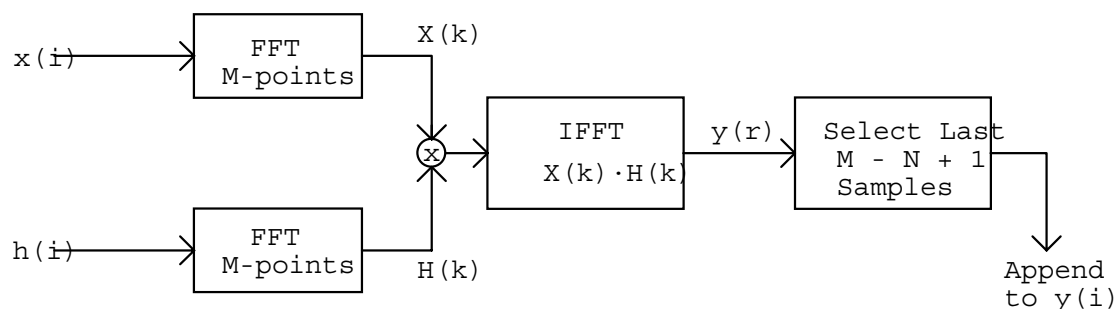 x(i)
FFT
M-points
X(k)
h(i)
FFT
M-points
H(k)
x
IFFT
X(k)·H(k)
y(r)
Select Last
M - N + 1
Samples
Append
to y(i)